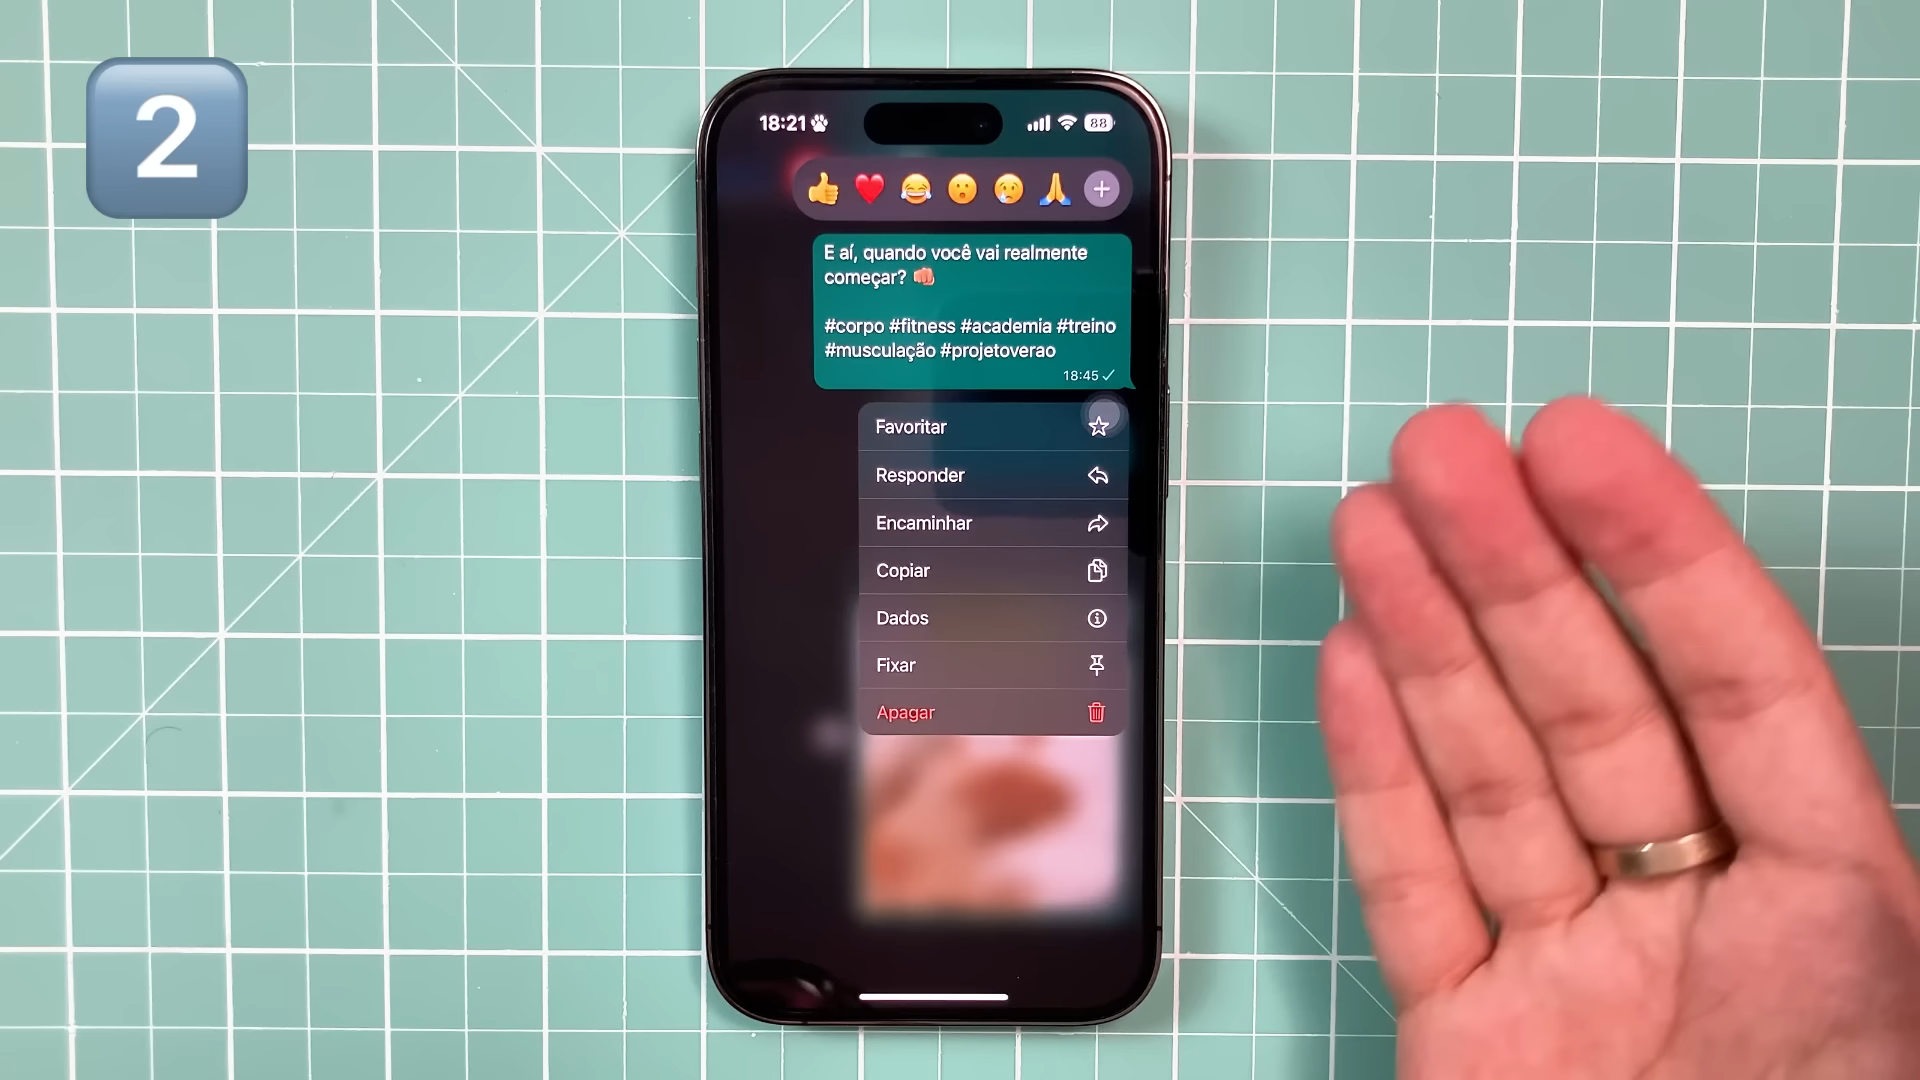 2
18:21
88
E aí, quando você vai realmente
começar? 👊
#corpo #fitness #academia #treino
#musculação #projetoverao
18:45
Favoritar
Responder
Encaminhar
Copiar
Dados
Fixar
Apagar